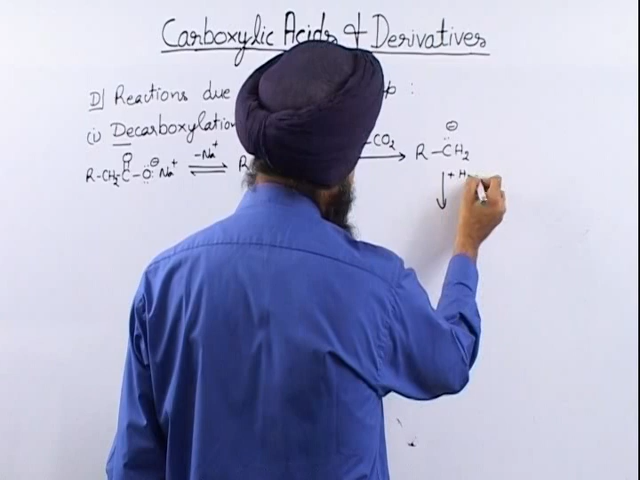 Carboxylic Acids & Derivatives
D) Reactions due p :
(i) Decarboxylation
R-CH2-C-O Na+ -Na+ R -CO2 R-CH2
O
+ H